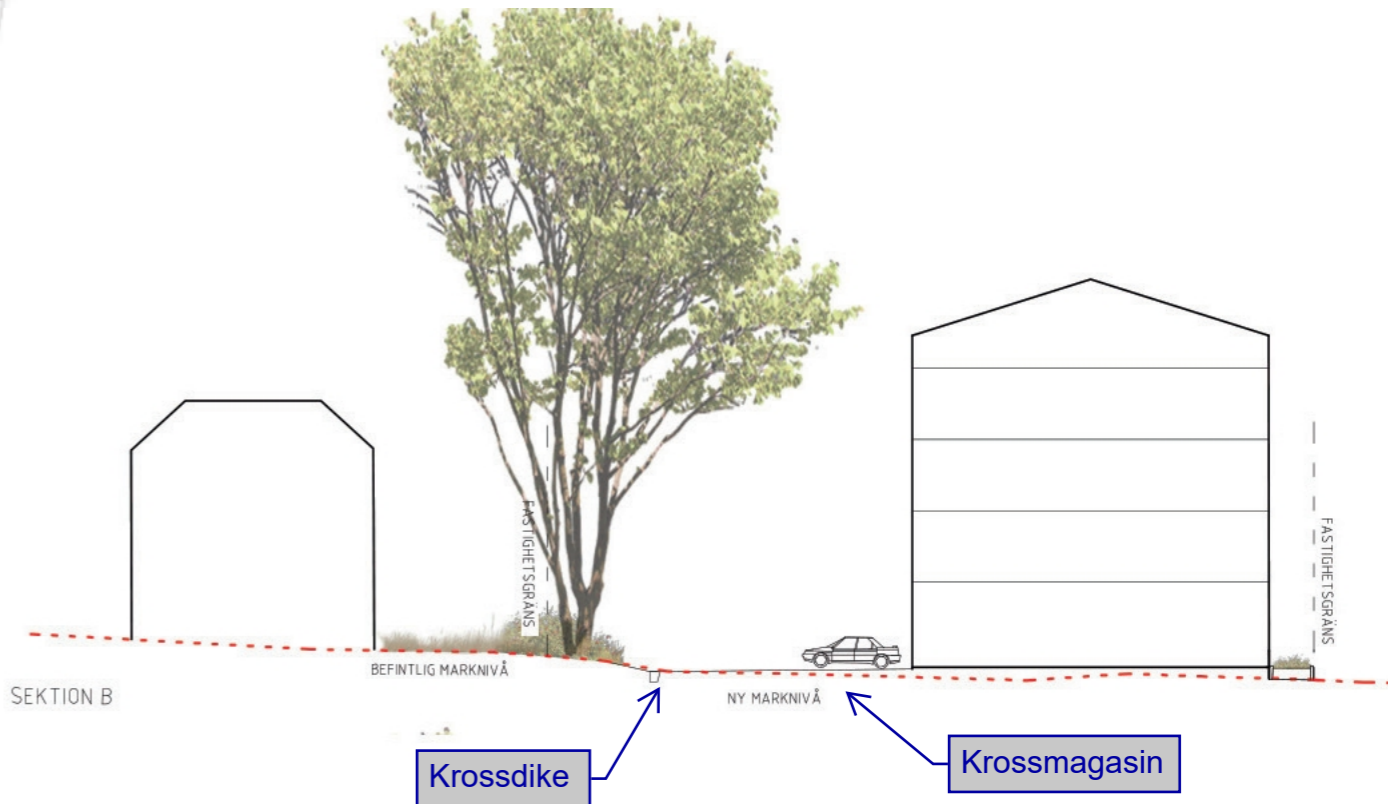 FASTIGHETSGRÄNS
FASTIGHETSGRÄNS
BEFINTLIG MARKNIVÅ
SEKTION B
NY MARKNIVÅ
Krossdike
Krossmagasin